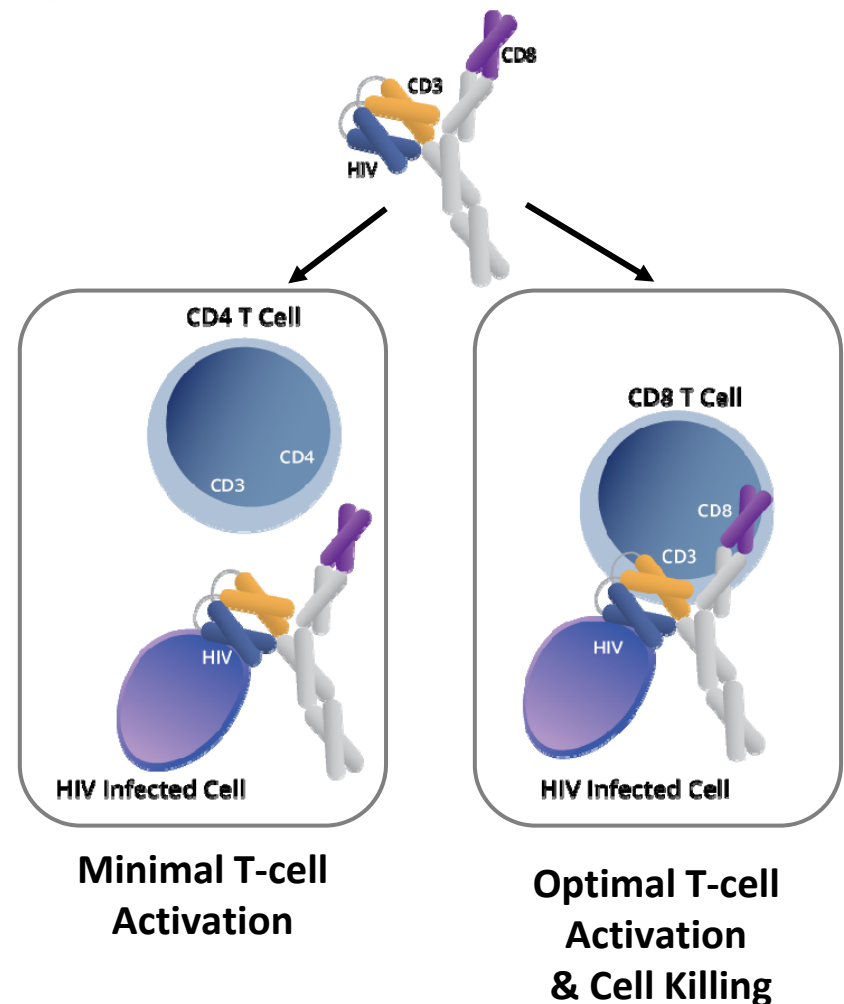 CD8
CD3
HIV
CD4 T Cell
CD4
CD3
HIV
HIV Infected Cell
Minimal T-cell
Activation
CD8 T Cell
CD8
CD3
HIV
HIV Infected Cell
Optimal T-cell
Activation
& Cell Killing